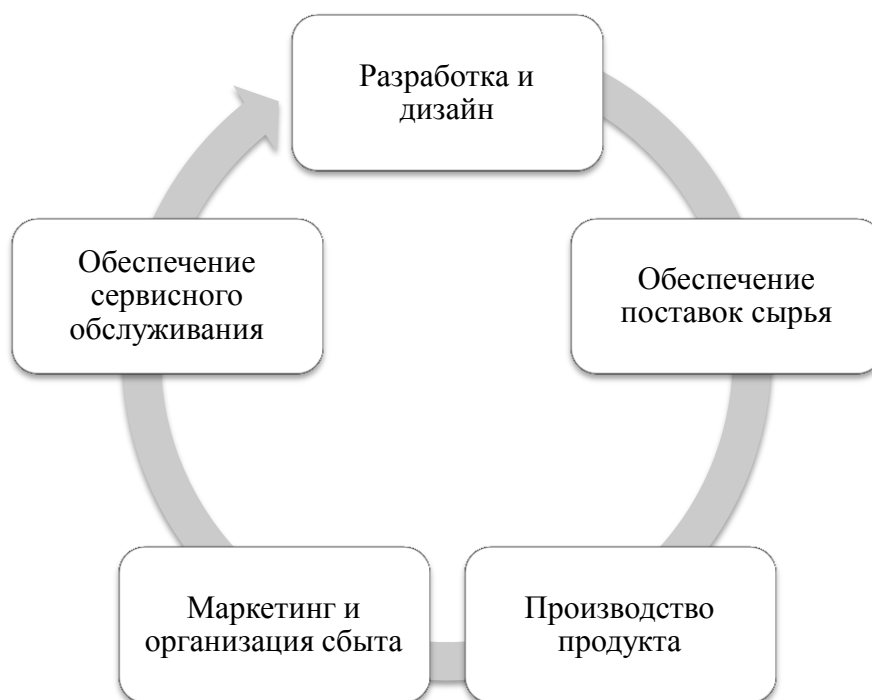 Разработка и
дизайн
Обеспечение
поставок сырья
Производство
продукта
Маркетинг и
организация сбыта
Обеспечение
сервисного
обслуживания